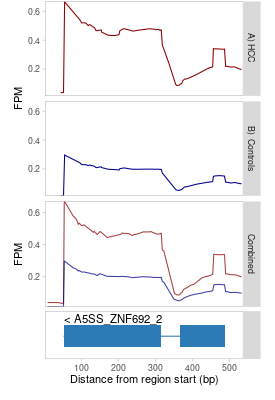 0.6
0.4
0.2
A) HCC
0.6
0.4
0.2
B) Controls
FPM
0.6
0.4
0.2
Combined
FPM
< A5SS_ZNF692_2
100 200 300 400 500
Distance from region start (bp)